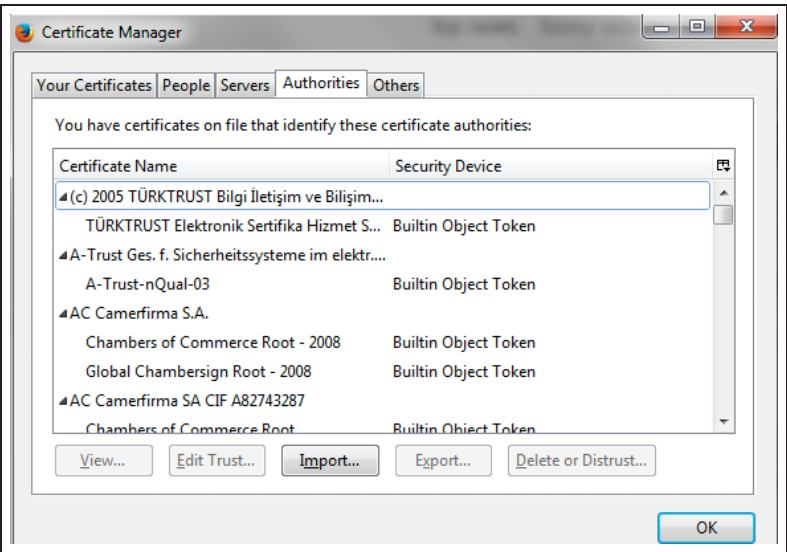 Certificate Manager
Your Certificates People Servers Authorities Others
You have certificates on file that identify these certificate authorities:
Certificate Name Security Device
(c) 2005 TÜRKTRUST Bilgi İletişim ve Bilişim...
TÜRKTRUST Elektronik Sertifika Hizmet S... Builtin Object Token
A-Trust Ges. f. Sicherheitssysteme im elektr....
A-Trust-nQual-03 Builtin Object Token
AC Camerfirma S.A.
Chambers of Commerce Root - 2008 Builtin Object Token
Global Chambersign Root - 2008 Builtin Object Token
AC Camerfirma SA CIF A82743287
Chambers of Commerce Root Builtin Object Token
View... Edit Trust... Import... Export... Delete or Distrust...
OK